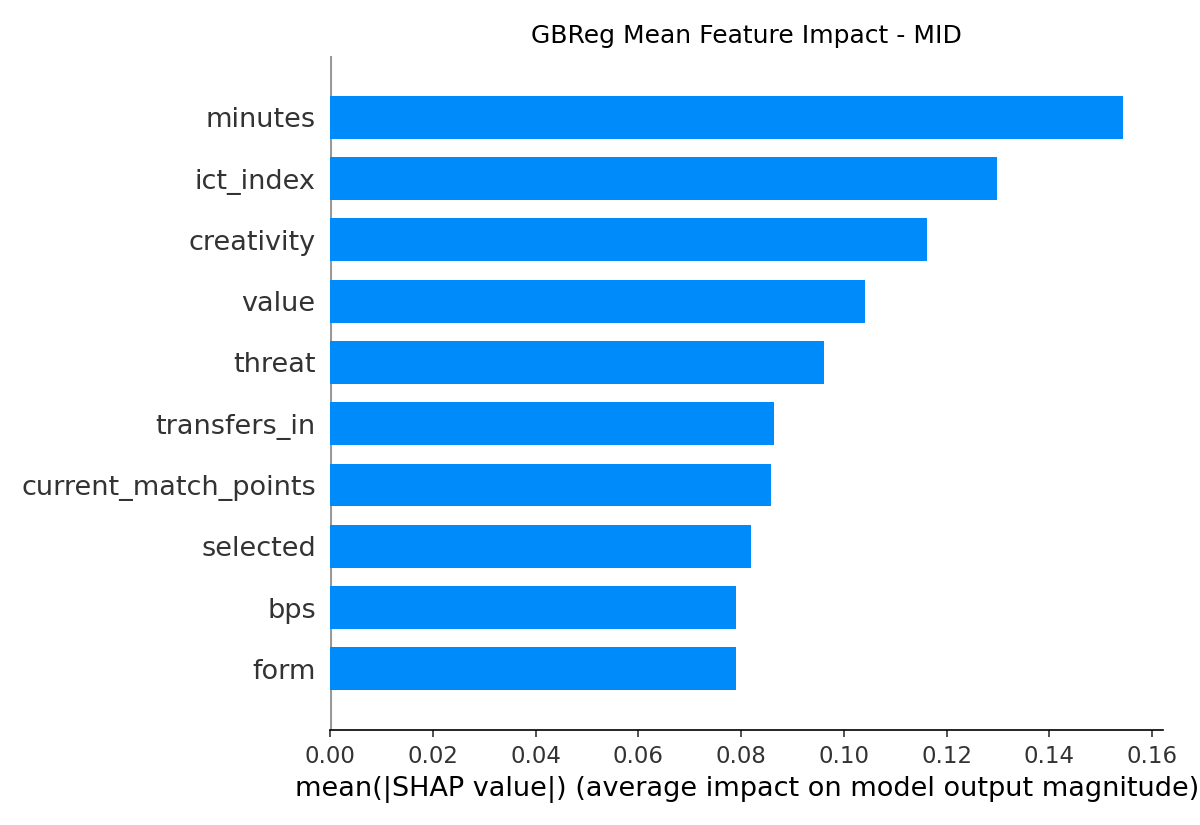 GBReg Mean Feature Impact - MID
minutes
ict_index
creativity
value
threat
transfers_in
current_match_points
selected
bps
form
0.00 0.02 0.04 0.06 0.08 0.10 0.12 0.14 0.16
mean(|SHAP value|) (average impact on model output magnitude)